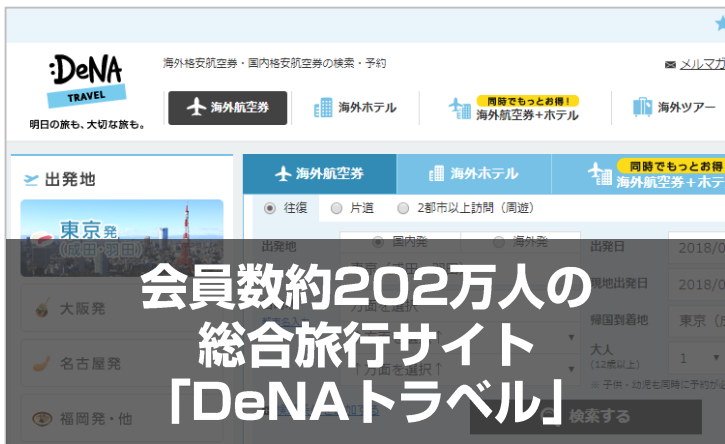 :DeNA
TRAVEL
明日の旅も、大切な旅も。
海外格安航空券・国内格安航空券の検索・予約
メルマガ
海外航空券
海外ホテル
同時でもっとお得！
海外航空券+ホテル
海外ツアー
出発地
東京発
(成田・羽田)
大阪発
名古屋発
福岡発・他
海外航空券
海外ホテル
同時でもっとお得
海外航空券+ホテ
往復
片道
2都市以上訪問（周遊）
出発地
国内発
海外発
出発日
2018/0
現地出発日
2018/0
帰国到着地
東京（成
大人
(12歳以上)
1
↑方面を選択↑
検索する
会員数約202万人の
総合旅行サイト
「DeNAトラベル」